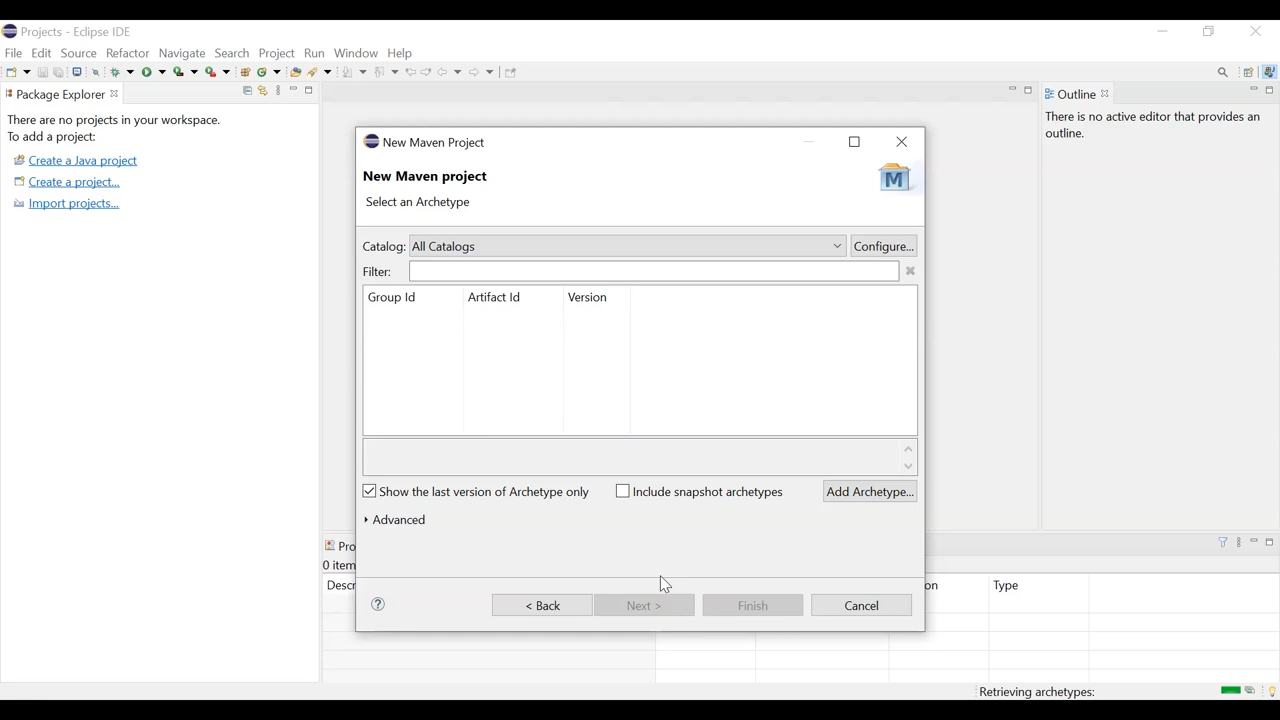 Projects - Eclipse IDE
File Edit Source Refactor Navigate Search Project Run Window Help
Package Explorer
There are no projects in your workspace.
To add a project:
Create a Java project
Create a project...
Import projects...
New Maven Project
New Maven project
M
Select an Archetype
Catalog: All Catalogs Configure...
Filter:
Group Id Artifact Id Version
Show the last version of Archetype only Include snapshot archetypes Add Archetype...
Advanced
? < Back Next > Finish Cancel
Outline
There is no active editor that provides an
outline.
Pro
0 item
Descr on Type
Retrieving archetypes: